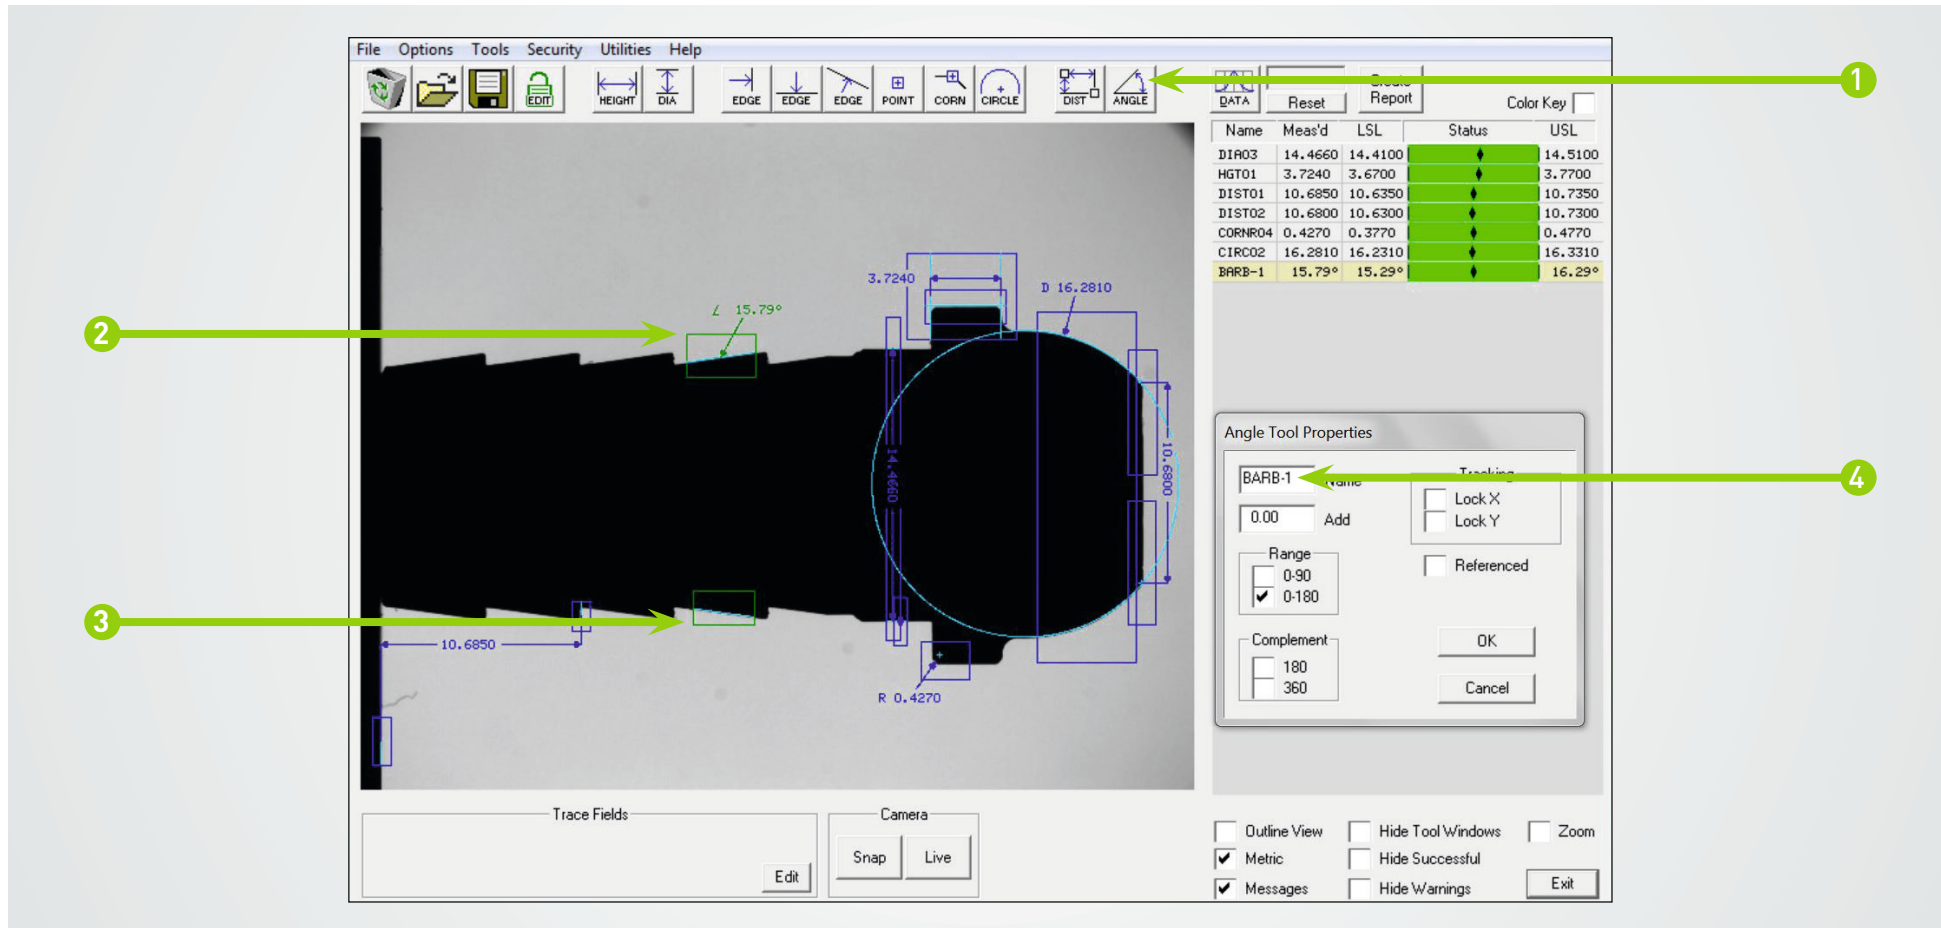 File Options Tools Security Utilities Help
EDIT HEIGHT DIA EDGE EDGE EDGE POINT CORN CIRCLE DIST ANGLE
DATA Reset Create Report Color Key
1
Name Meas'd LSL Status USL
DIA03 14.4660 14.4100 14.5100
HGT01 3.7240 3.6700 3.7700
DIST01 10.6850 10.6350 10.7350
DIST02 10.6800 10.6300 10.7300
CORNR04 0.4270 0.3770 0.4770
CIRC02 16.2810 16.2310 16.3310
BARB-1 15.79° 15.29° 16.29°
3.7240
D 16.2810
∠ 15.79°
2
14.4660
10.6800
3
10.6850
R 0.4270
Angle Tool Properties
BARB-1 Name
4
0.00 Add
Tracking
Lock X
Lock Y
Range
0-90
0-180
Referenced
Complement
180
360
OK
Cancel
Trace Fields
Edit
Camera
Snap Live
Outline View Hide Tool Windows Zoom
Metric Hide Successful
Messages Hide Warnings Exit